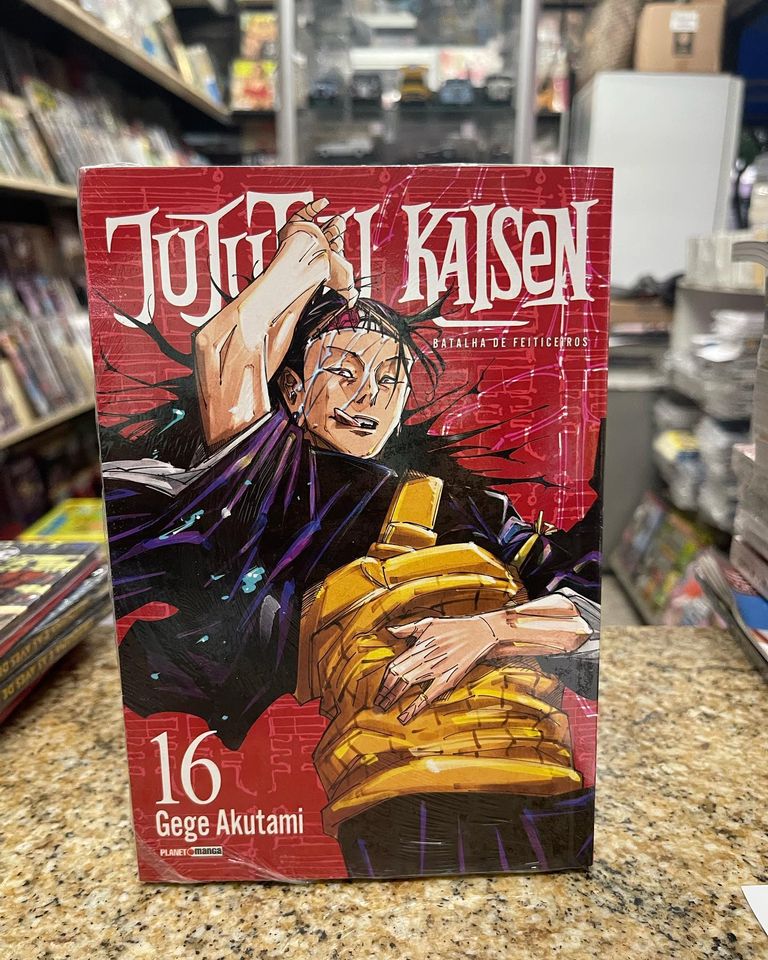 JUJUTSU KAISEN
BATALHA DE FEITICEIROS
16
Gege Akutami
PLANET manga